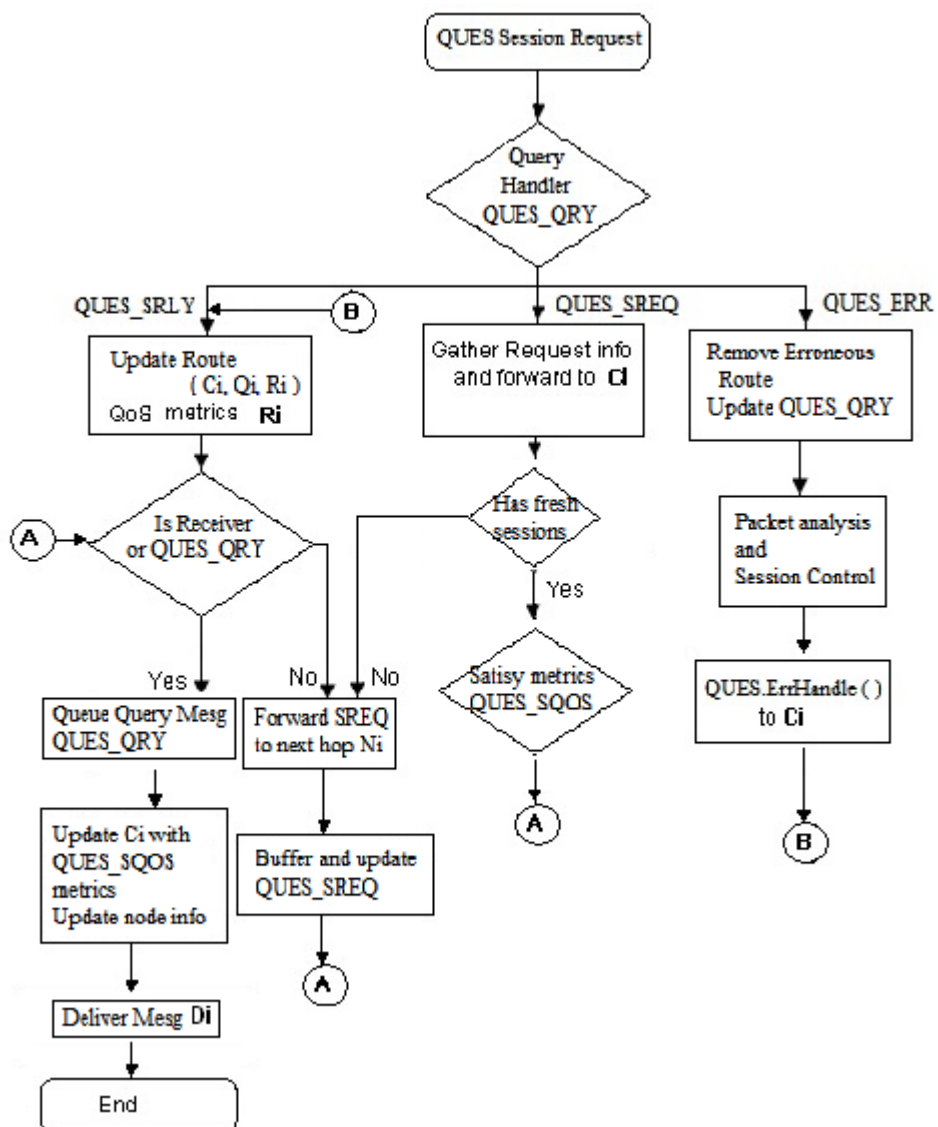 QUES Session Request
Query
Handler
QUES_QRY
QUES_SRLY
B
QUES_SREQ
QUES_ERR
Update Route
( Ci, Qi, Ri )
QoS metrics Ri
Gather Request info
and forward to Ci
Remove Erroneous
Route
Update QUES_QRY
A
Is Receiver
or QUES_QRY
Has fresh
sessions
Packet analysis
and
Session Control
Yes
Yes
No
No
Satisy metrics
QUES_SQOS
QUES.ErrHandle ( )
to Ci
Queue Query Mesg
QUES_QRY
Forward SREQ
to next hop Ni
A
B
Update Ci with
QUES_SQOS
metrics
Update node info
Buffer and update
QUES_SREQ
A
Deliver Mesg Di
End